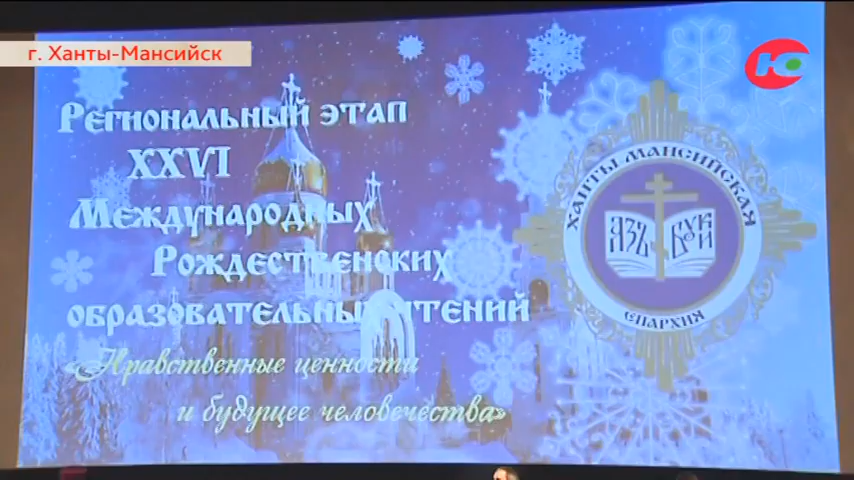 г. Ханты-Мансийск
Ю
Региональный этап
XXVI
Международных
Рождественских
образовательных чтений
«Нравственные ценности
и будущее человечества»
ХАНТЫ МАНСИЙСКАЯ
АЗЪ БУКИ
ЕПАРХИЯ